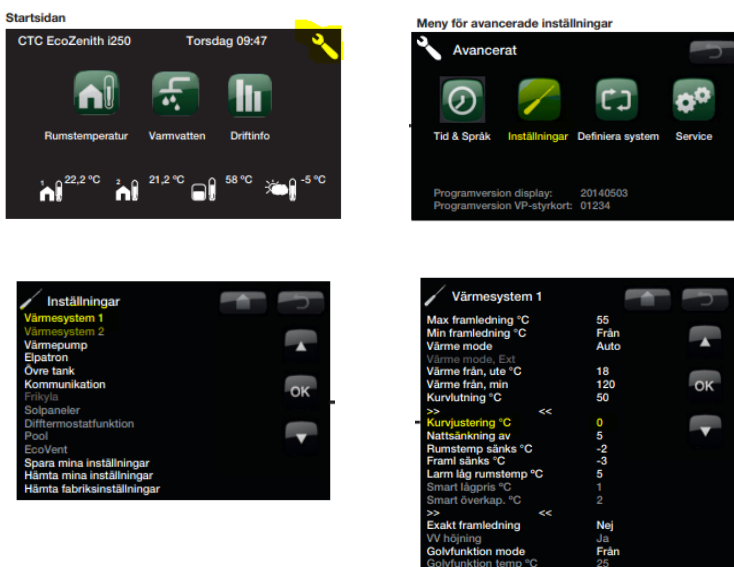 Startsidan
CTC EcoZenith i250 Torsdag 09:47
Rumstemperatur Varmvatten Driftinfo
1 22,2 °C 2 21,2 °C 58 °C -5 °C
Meny för avancerade inställningar
Avancerat
Tid & Språk Inställningar Definiera system Service
Programversion display: 20140503
Programversion VP-styrkort: 01234
Inställningar
Värmesystem 1
Värmesystem 2
Värmepump
Elpatron
Övre tank
Kommunikation
Frikyla
Solpaneler
Difftermostatfunktion
Pool
EcoVent
Spara mina inställningar
Hämta mina inställningar
Hämta fabriksinställningar
OK
Värmesystem 1
Max framledning °C 55
Min framledning °C Från
Värme mode Auto
Värme mode, Ext
Värme från, ute °C 18
Värme från, min 120
Kurvlutning °C 50
>> <<
Kurvjustering °C 0
Nattsänkning av 5
Rumstemp sänks °C -2
Framl sänks °C -3
Larm låg rumstemp °C 5
Smart lågpris °C 1
Smart överkap. °C 2
>> <<
Exakt framledning Nej
VV höjning Ja
Golvfunktion mode Från
Golvfunktion temp °C 25
OK